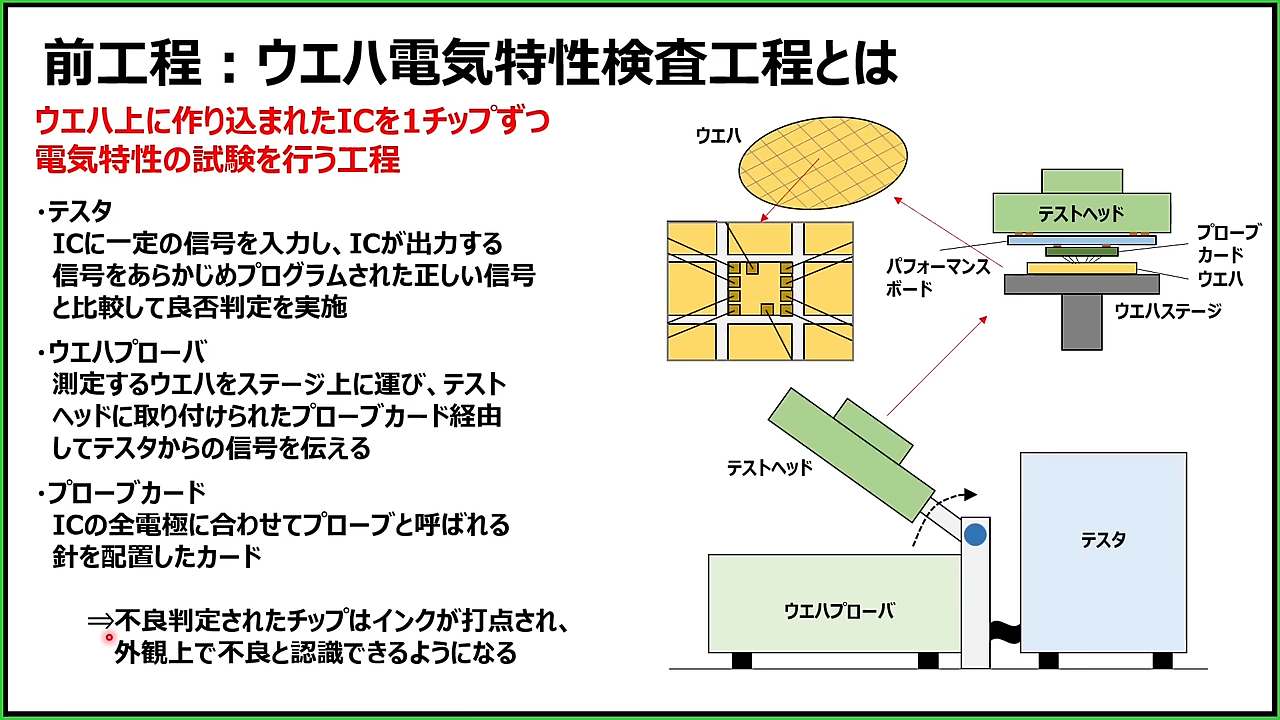 前工程：ウエハ電気特性検査工程とは
ウエハ上に作り込まれたICを1チップずつ
電気特性の試験を行う工程
・テスタ
ICに一定の信号を入力し、ICが出力する
信号をあらかじめプログラムされた正しい信号
と比較して良否判定を実施
・ウエハプローバ
測定するウエハをステージ上に運び、テスト
ヘッドに取り付けられたプローブカード経由
してテスタからの信号を伝える
・プローブカード
ICの全電極に合わせてプローブと呼ばれる
針を配置したカード
⇒不良判定されたチップはインクが打点され、
外観上で不良と認識できるようになる
ウエハ
テストヘッド
プローブ
カード
パフォーマンス
ボード
ウエハ
ウエハステージ
テストヘッド
テスタ
ウエハプローバ